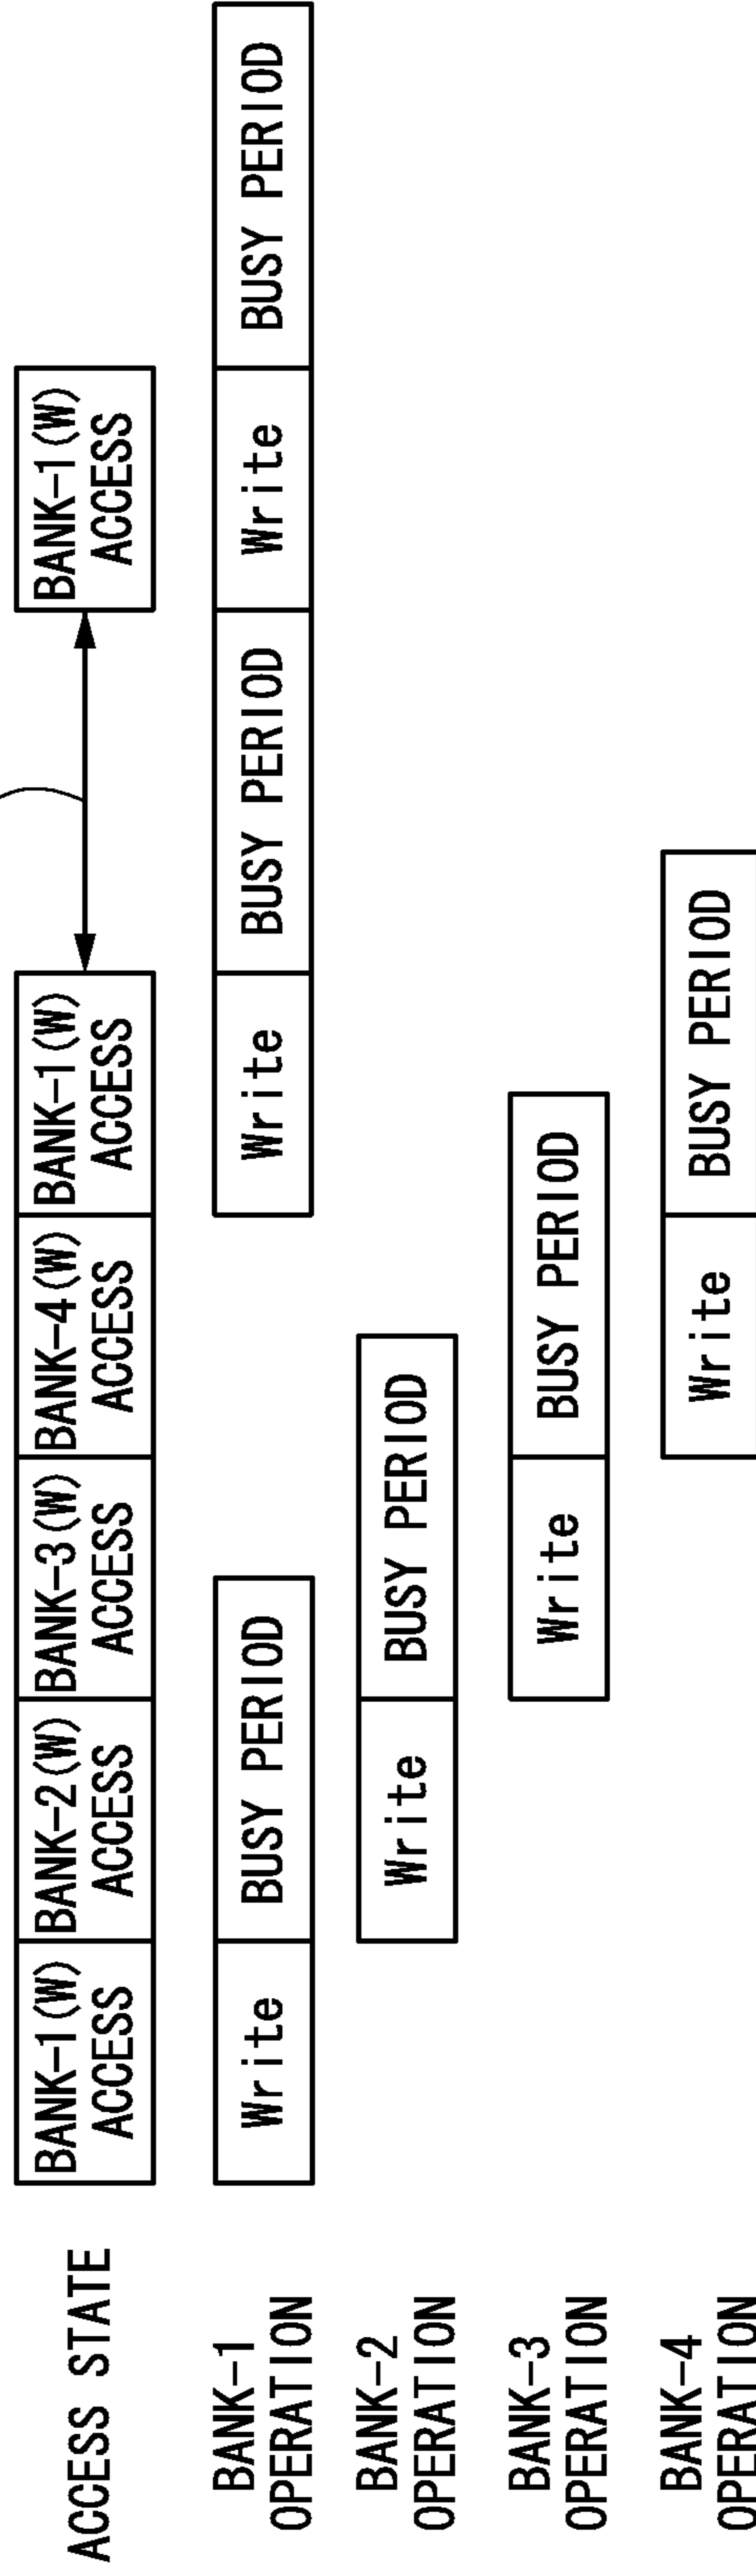 ACCESS STATE
BANK-1(W)
ACCESS
BANK-2(W)
ACCESS
BANK-3(W)
ACCESS
BANK-4(W)
ACCESS
BANK-1(W)
ACCESS
BANK-1(W)
ACCESS
BANK-1
OPERATION
Write
BUSY PERIOD
Write
BUSY PERIOD
Write
BUSY PERIOD
BANK-2
OPERATION
Write
BUSY PERIOD
BANK-3
OPERATION
Write
BUSY PERIOD
BANK-4
OPERATION
Write
BUSY PERIOD